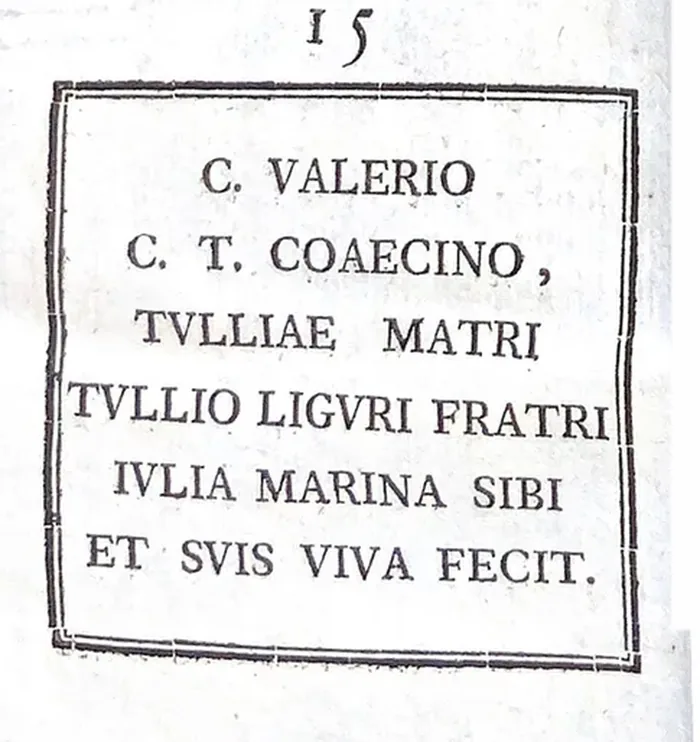 15
C. VALERIO
C. T. COAECINO,
TVLLIAE MATRI
TVLLIO LIGVRI FRATRI
IVLIA MARINA SIBI
ET SVIS VIVA FECIT.